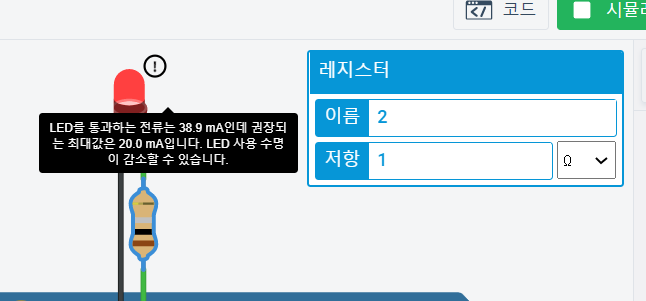 코드
시뮬레
!
레지스터
이름 2
저항 1 Ω
LED를 통과하는 전류는 38.9 mA인데 권장되
는 최대값은 20.0 mA입니다. LED 사용 수명
이 감소할 수 있습니다.